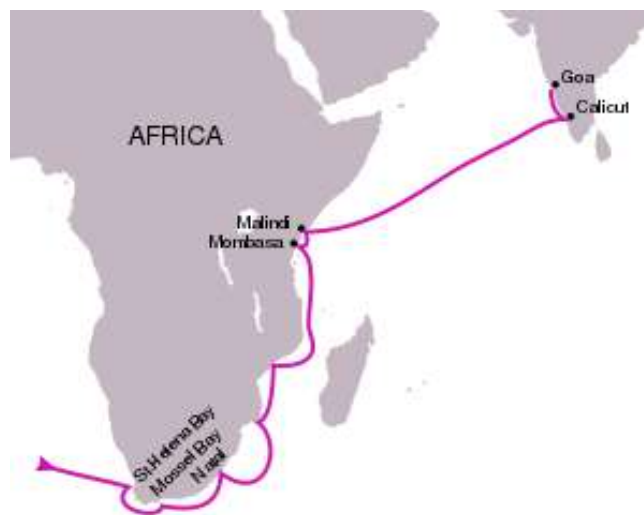 Goa
Calicut
AFRICA
Malindi
Mombasa
St.Helena Bay
Mossel Bay
Natal